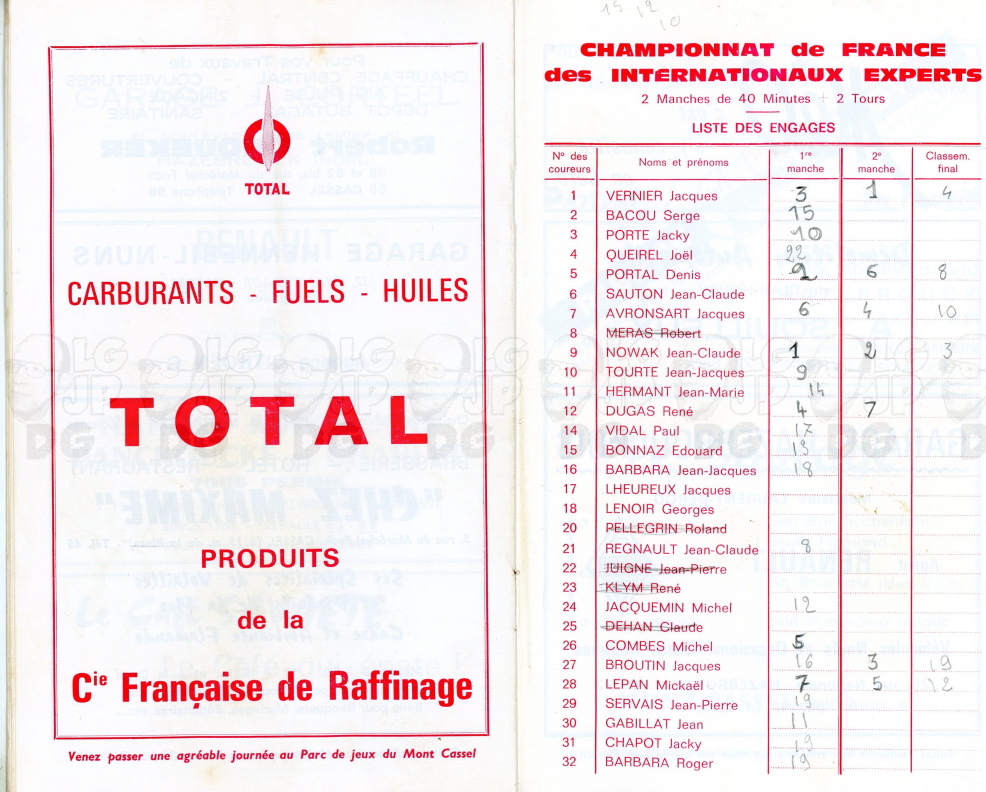 TOTAL
CARBURANTS - FUELS - HUILES
TOTAL
PRODUITS
de la
Cie Française de Raffinage
Venez passer une agréable journée au Parc de jeux du Mont Cassel
15 12
10
CHAMPIONNAT de FRANCE
des INTERNATIONAUX EXPERTS
2 Manches de 40 Minutes + 2 Tours
LISTE DES ENGAGES
N° des coureurs Noms et prénoms 1re manche 2e manche Classem. final
1 VERNIER Jacques 3 1 4
2 BACOU Serge 15
3 PORTE Jacky 10
4 QUEIREL Joël 22
5 PORTAL Denis 2 6 8
6 SAUTON Jean-Claude
7 AVRONSART Jacques 6 4 10
8 MERAS Robert
9 NOWAK Jean-Claude 1 2 3
10 TOURTE Jean-Jacques 9
11 HERMANT Jean-Marie 14
12 DUGAS René 4 7
14 VIDAL Paul 17
15 BONNAZ Edouard 13
16 BARBARA Jean-Jacques 18
17 LHEUREUX Jacques
18 LENOIR Georges
20 PELLEGRIN Roland
21 REGNAULT Jean-Claude 8
22 JUIGNE Jean-Pierre
23 KLYM René
24 JACQUEMIN Michel 12
25 DEHAN Claude
26 COMBES Michel 5
27 BROUTIN Jacques 16 3 19
28 LEPAN Mickaël 7 5 12
29 SERVAIS Jean-Pierre 19
30 GABILLAT Jean 11
31 CHAPOT Jacky 19
32 BARBARA Roger 19
LG
JP
DG